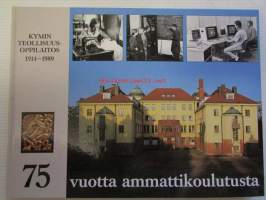 KYMIN
TEOLLISUUS-
OPPILAITOS
1914–1989
75 vuotta ammattikoulutusta